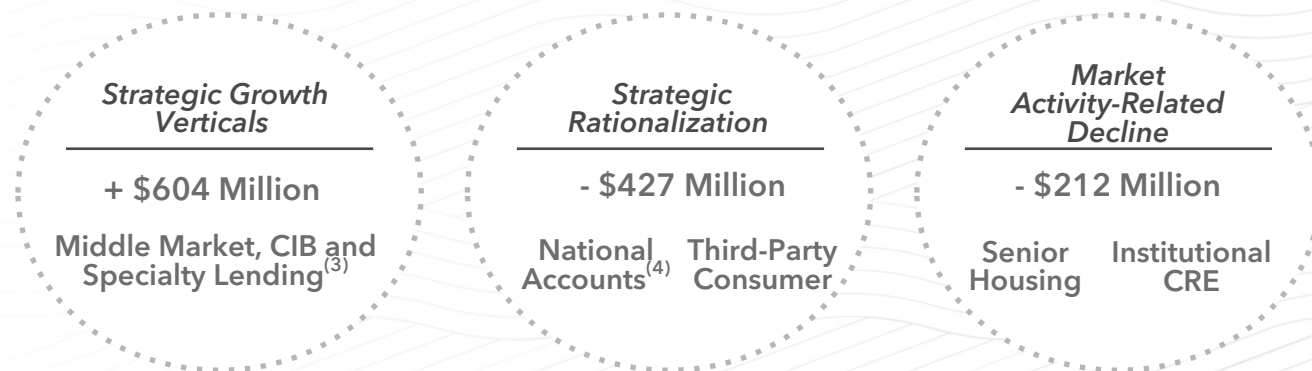 Strategic Growth
Verticals
+ $604 Million
Middle Market, CIB and
Specialty Lending(3)
Strategic
Rationalization
- $427 Million
National
Accounts(4)
Third-Party
Consumer
Market
Activity-Related
Decline
- $212 Million
Senior
Housing
Institutional
CRE